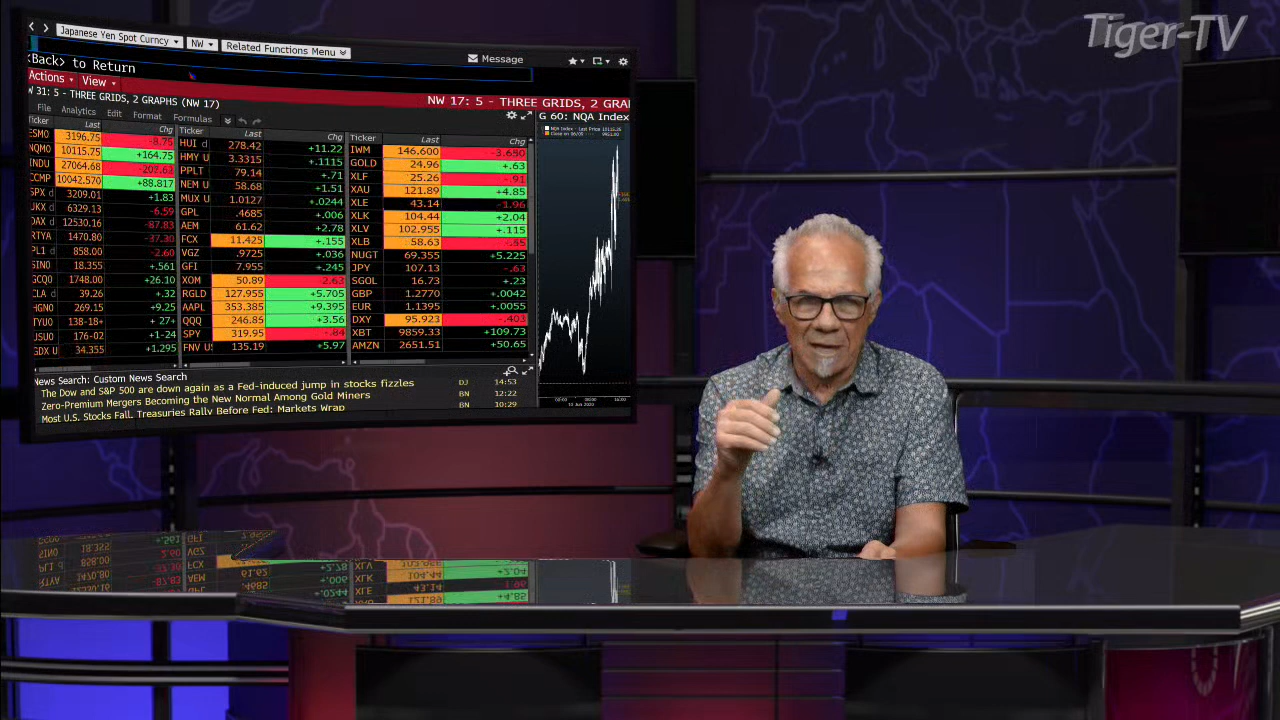 Tiger-TV
Japanese Yen Spot Curncy NW Related Functions Menu
Message
<Back> to Return
Actions View
W 31: 5 - THREE GRIDS, 2 GRAPHS (NW 17) NW 17: 5 - THREE GRIDS, 2 GRA
File Analytics Edit Format Formulas
G 60: NQA Index
Ticker Last Chg
ESMO 3196.75 -8.75
NQMO 10115.75 +164.75
INDU 27064.68 -207.63
CCMP 10042.570 +88.817
SPX d 3209.01 +1.83
UKX d 6329.13 -6.59
DAX d 12530.16 -87.83
RTYA 1470.80 -37.30
PL1 d 858.00 -2.60
SINO 18.355 +.561
GCQ0 1748.00 +26.10
CLA d 39.26 +.32
HGNO 269.15 +9.25
TYU0 138-18+ + 27+
USU0 176-02 +1-24
GDX U 34.355 +1.295
Ticker Last Chg
HUI d 278.42 +11.22
HMY U 3.3315 +.1115
PPLT 79.14 +.71
NEM U 58.68 +1.51
MUX U 1.0127 +.0244
GPL .4685 +.006
AEM 61.62 +2.78
FCX 11.425 +.155
VGZ .9725 +.036
GFI 7.955 +.245
XOM 50.89 -2.63
RGLD 127.955 +5.705
AAPL 353.385 +9.395
QQQ 246.85 +3.56
SPY 319.95 -.84
FNV US 135.19 +5.97
Ticker Last Chg
IWM 146.600 -3.650
GOLD 24.96 +.63
XLF 25.26 -.91
XAU 121.89 +4.85
XLE 43.14 -1.96
XLK 104.44 +2.04
XLV 102.955 +.115
XLB 58.63 -.55
NUGT 69.355 +5.225
JPY 107.13 -.63
SGOL 16.73 +.23
GBP 1.2770 +.0042
EUR 1.1395 +.0055
DXY 95.923 -.403
XBT 9859.33 +109.73
AMZN 2651.51 +50.65
News Search: Custom News Search
The Dow and S&P 500 are down again as a Fed-induced jump in stocks fizzles DJ 14:53
Zero-Premium Mergers Becoming the New Normal Among Gold Miners BN 12:22
Most U.S. Stocks Fall, Treasuries Rally Before Fed: Markets Wrap BN 10:29